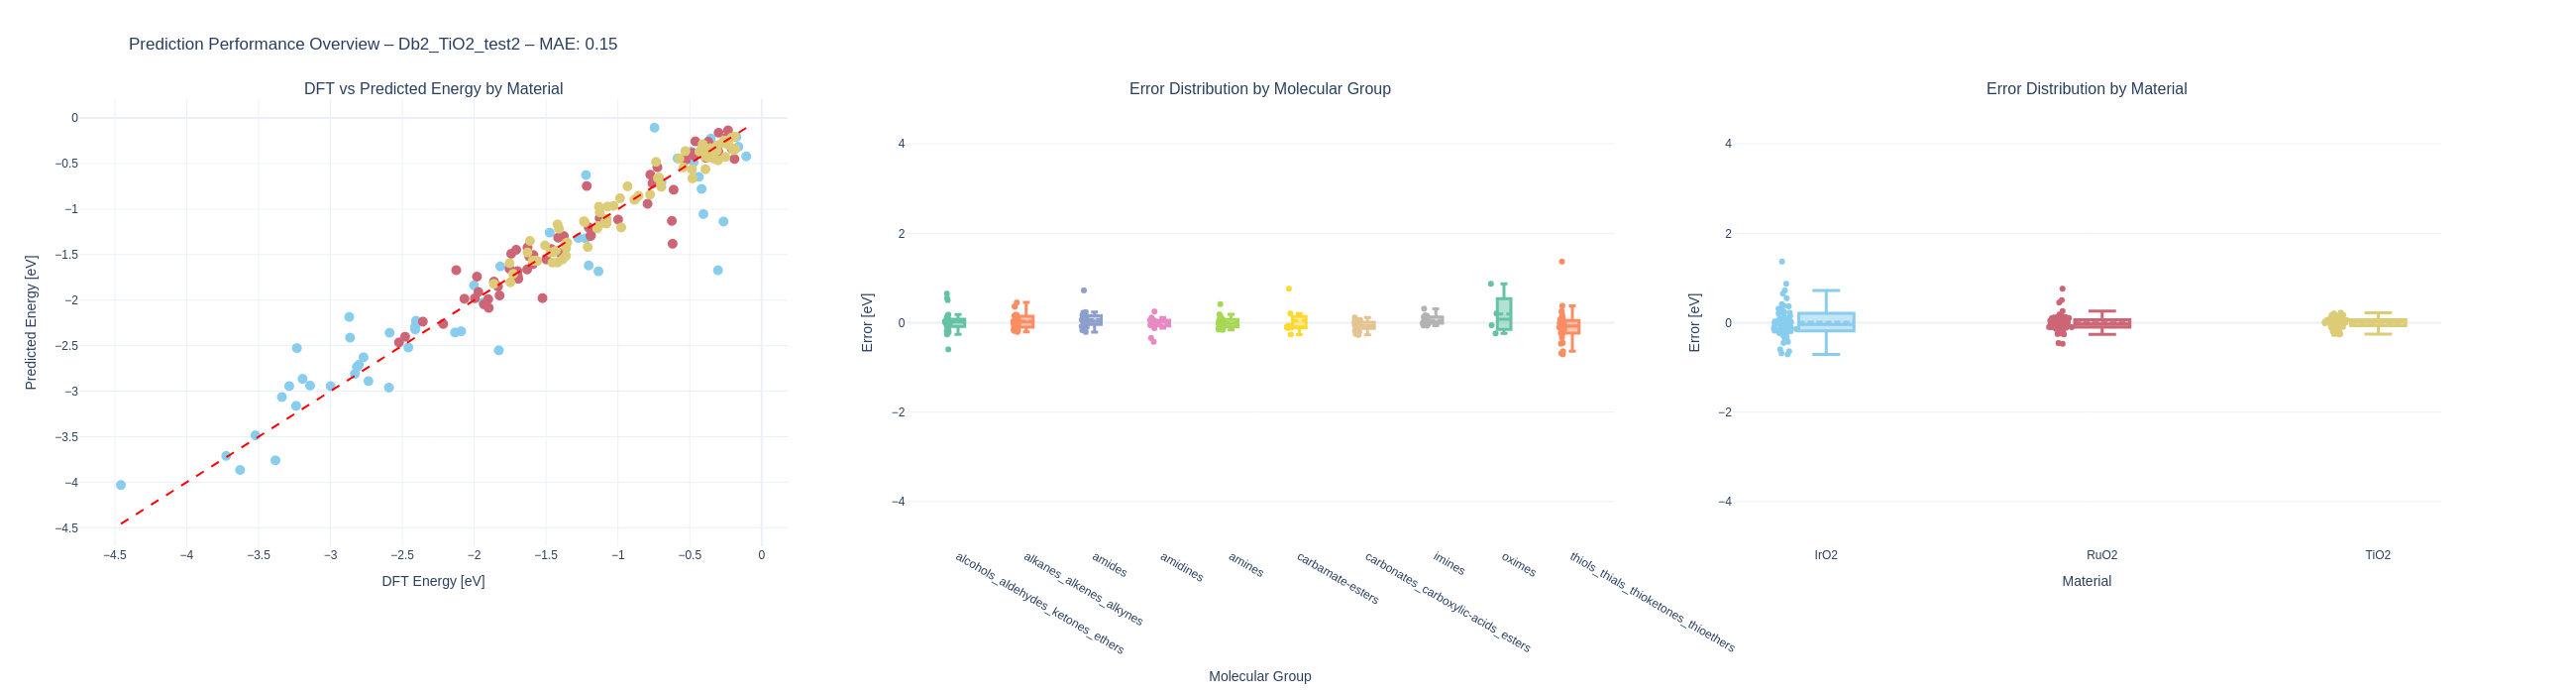 Prediction Performance Overview – Db2_TiO2_test2 – MAE: 0.15
DFT vs Predicted Energy by Material
0
−0.5
−1
−1.5
−2
−2.5
−3
−3.5
−4
−4.5
Predicted Energy [eV]
−4.5 −4 −3.5 −3 −2.5 −2 −1.5 −1 −0.5 0
DFT Energy [eV]
Error Distribution by Molecular Group
4
2
0
−2
−4
Error [eV]
alcohols_aldehydes_ketones_ethers
alkanes_alkenes_alkynes
amides
amidines
amines
carbamate-esters
carbonates_carboxylic-acids_esters
imines
oximes
thiols_thials_thioketones_thioethers
Molecular Group
Error Distribution by Material
4
2
0
−2
−4
Error [eV]
IrO2 RuO2 TiO2
Material